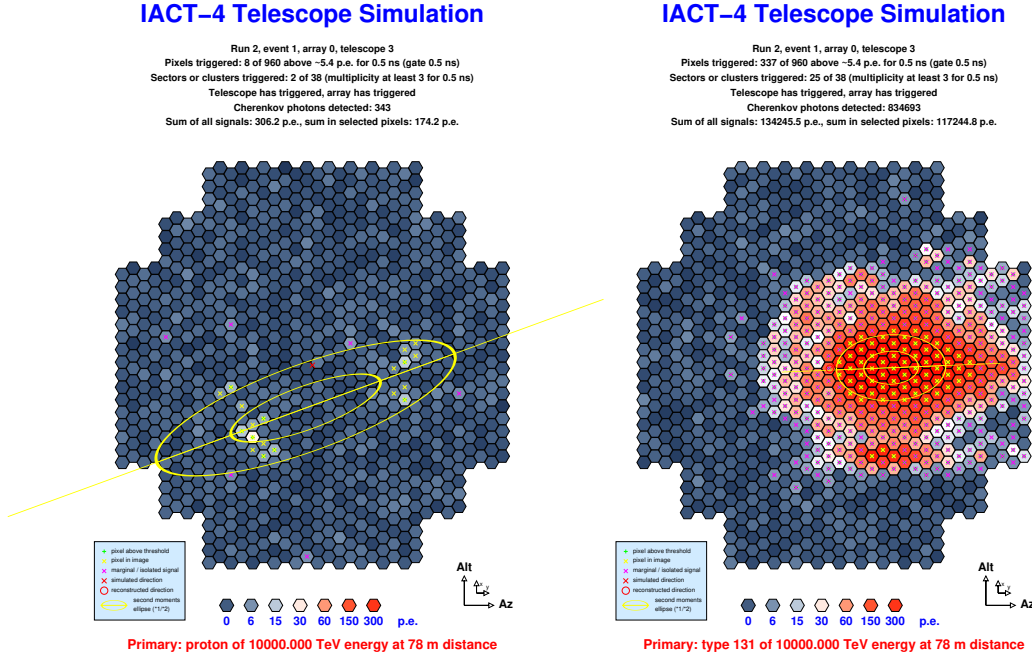 IACT−4 Telescope Simulation
Run 2, event 1, array 0, telescope 3
Pixels triggered: 8 of 960 above ~5.4 p.e. for 0.5 ns (gate 0.5 ns)
Sectors or clusters triggered: 2 of 38 (multiplicity at least 3 for 0.5 ns)
Telescope has triggered, array has triggered
Cherenkov photons detected: 343
Sum of all signals: 306.2 p.e., sum in selected pixels: 174.2 p.e.
pixel above threshold
pixel in image
marginal / isolated signal
simulated direction
reconstructed direction
second moments
ellipse (*1/*2)
Alt
x y
Az
0 6 15 30 60 150 300 p.e.
Primary: proton of 10000.000 TeV energy at 78 m distance
IACT−4 Telescope Simulation
Run 2, event 1, array 0, telescope 3
Pixels triggered: 337 of 960 above ~5.4 p.e. for 0.5 ns (gate 0.5 ns)
Sectors or clusters triggered: 25 of 38 (multiplicity at least 3 for 0.5 ns)
Telescope has triggered, array has triggered
Cherenkov photons detected: 834693
Sum of all signals: 134245.5 p.e., sum in selected pixels: 117244.8 p.e.
pixel above threshold
pixel in image
marginal / isolated signal
simulated direction
reconstructed direction
second moments
ellipse (*1/*2)
Alt
x y
Az
0 6 15 30 60 150 300 p.e.
Primary: type 131 of 10000.000 TeV energy at 78 m distance